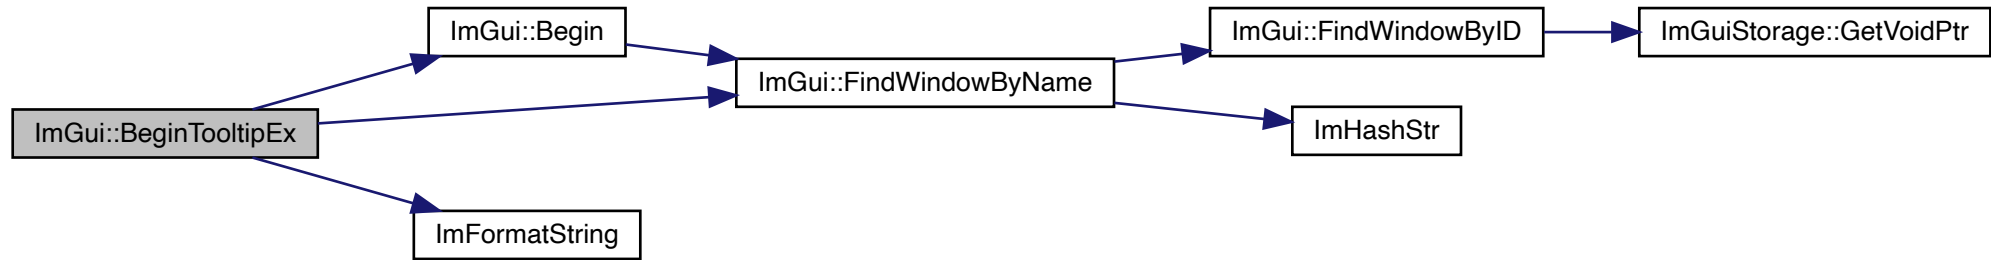 ImGui::BeginTooltipEx
ImGui::Begin
ImGui::FindWindowByName
ImFormatString
ImGui::FindWindowByID
ImHashStr
ImGuiStorage::GetVoidPtr